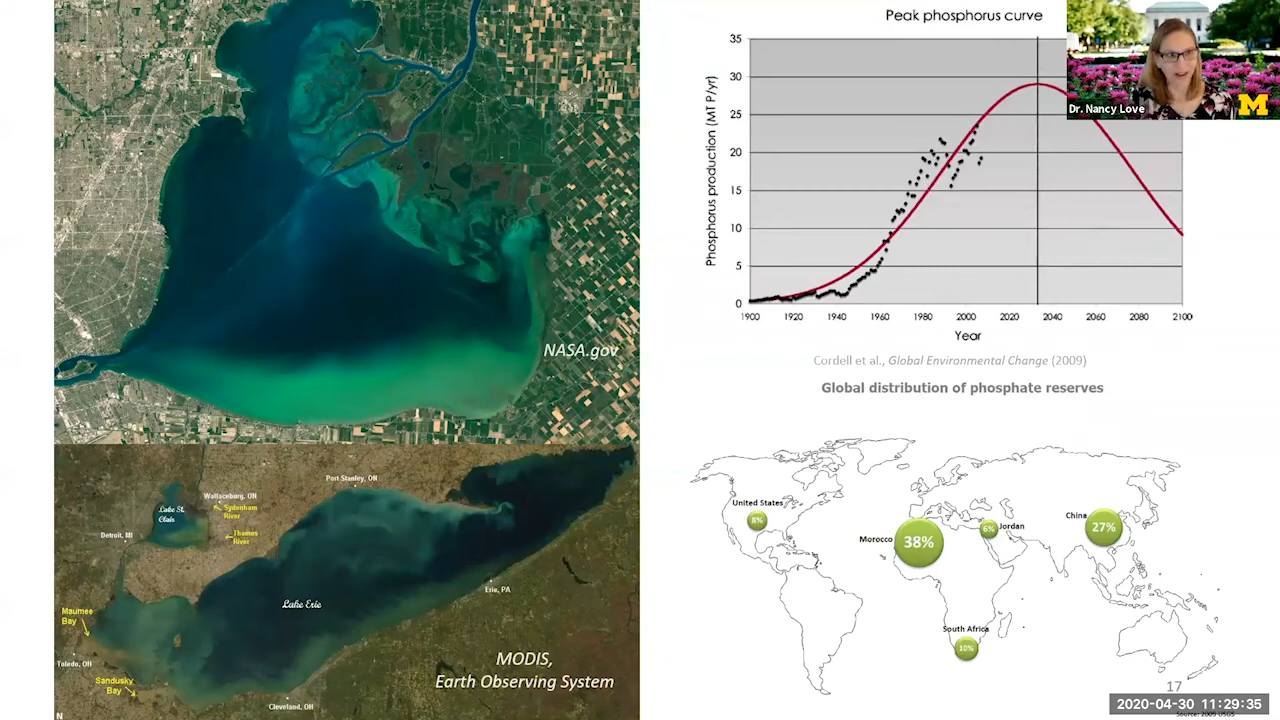 NASA.gov
Port Stanley, ON
Wallaceburg, ON
Sydenham
River
Lake St.
Clair
Thames
River
Detroit, MI
Lake Erie
Erie, PA
Maumee
Bay
Toledo, OH
Sandusky
Bay
Cleveland, OH
MODIS,
Earth Observing System
N
Peak phosphorus curve
Phosphorus production (MT P/yr)
35
30
25
20
15
10
5
0
1900 1920 1940 1960 1980 2000 2020 2040 2060 2080 2100
Year
Dr. Nancy Love
M
Cordell et al., Global Environmental Change (2009)
Global distribution of phosphate reserves
United States
8%
Morocco
38%
6%
Jordan
China
27%
South Africa
10%
17
2020-04-30 11:29:35
Source: 2009 USGS